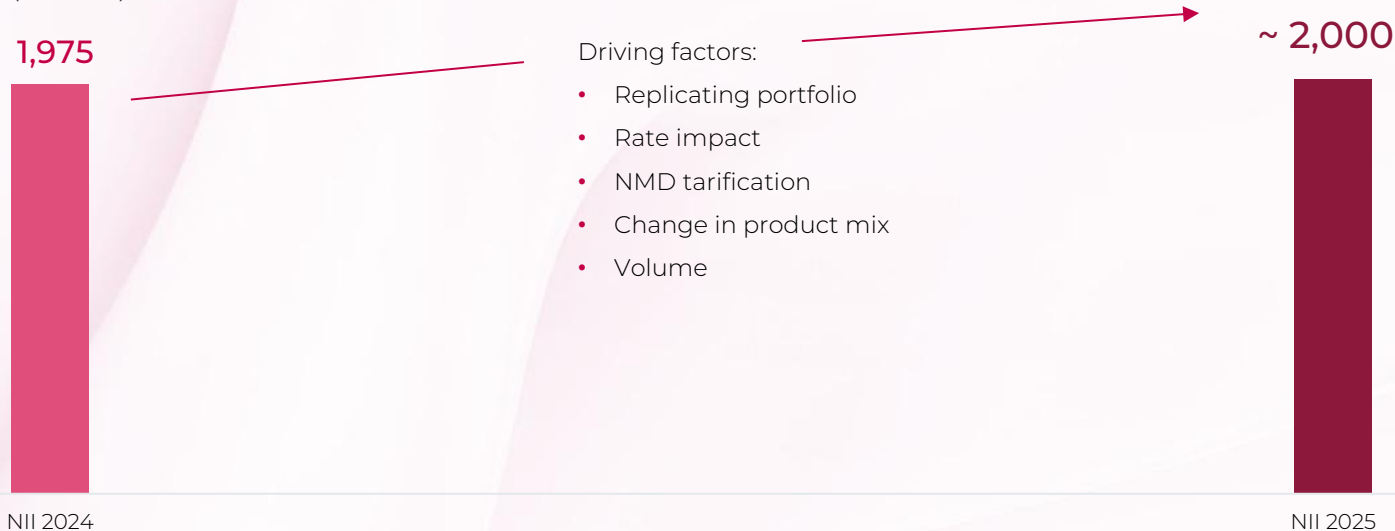 1,975
~ 2,000
Driving factors:
• Replicating portfolio
• Rate impact
• NMD tarification
• Change in product mix
• Volume
NII 2024
NII 2025